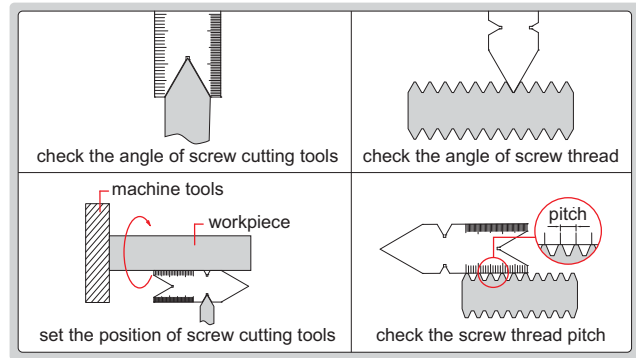 check the angle of screw cutting tools
check the angle of screw thread
machine tools
workpiece
set the position of screw cutting tools
pitch
check the screw thread pitch